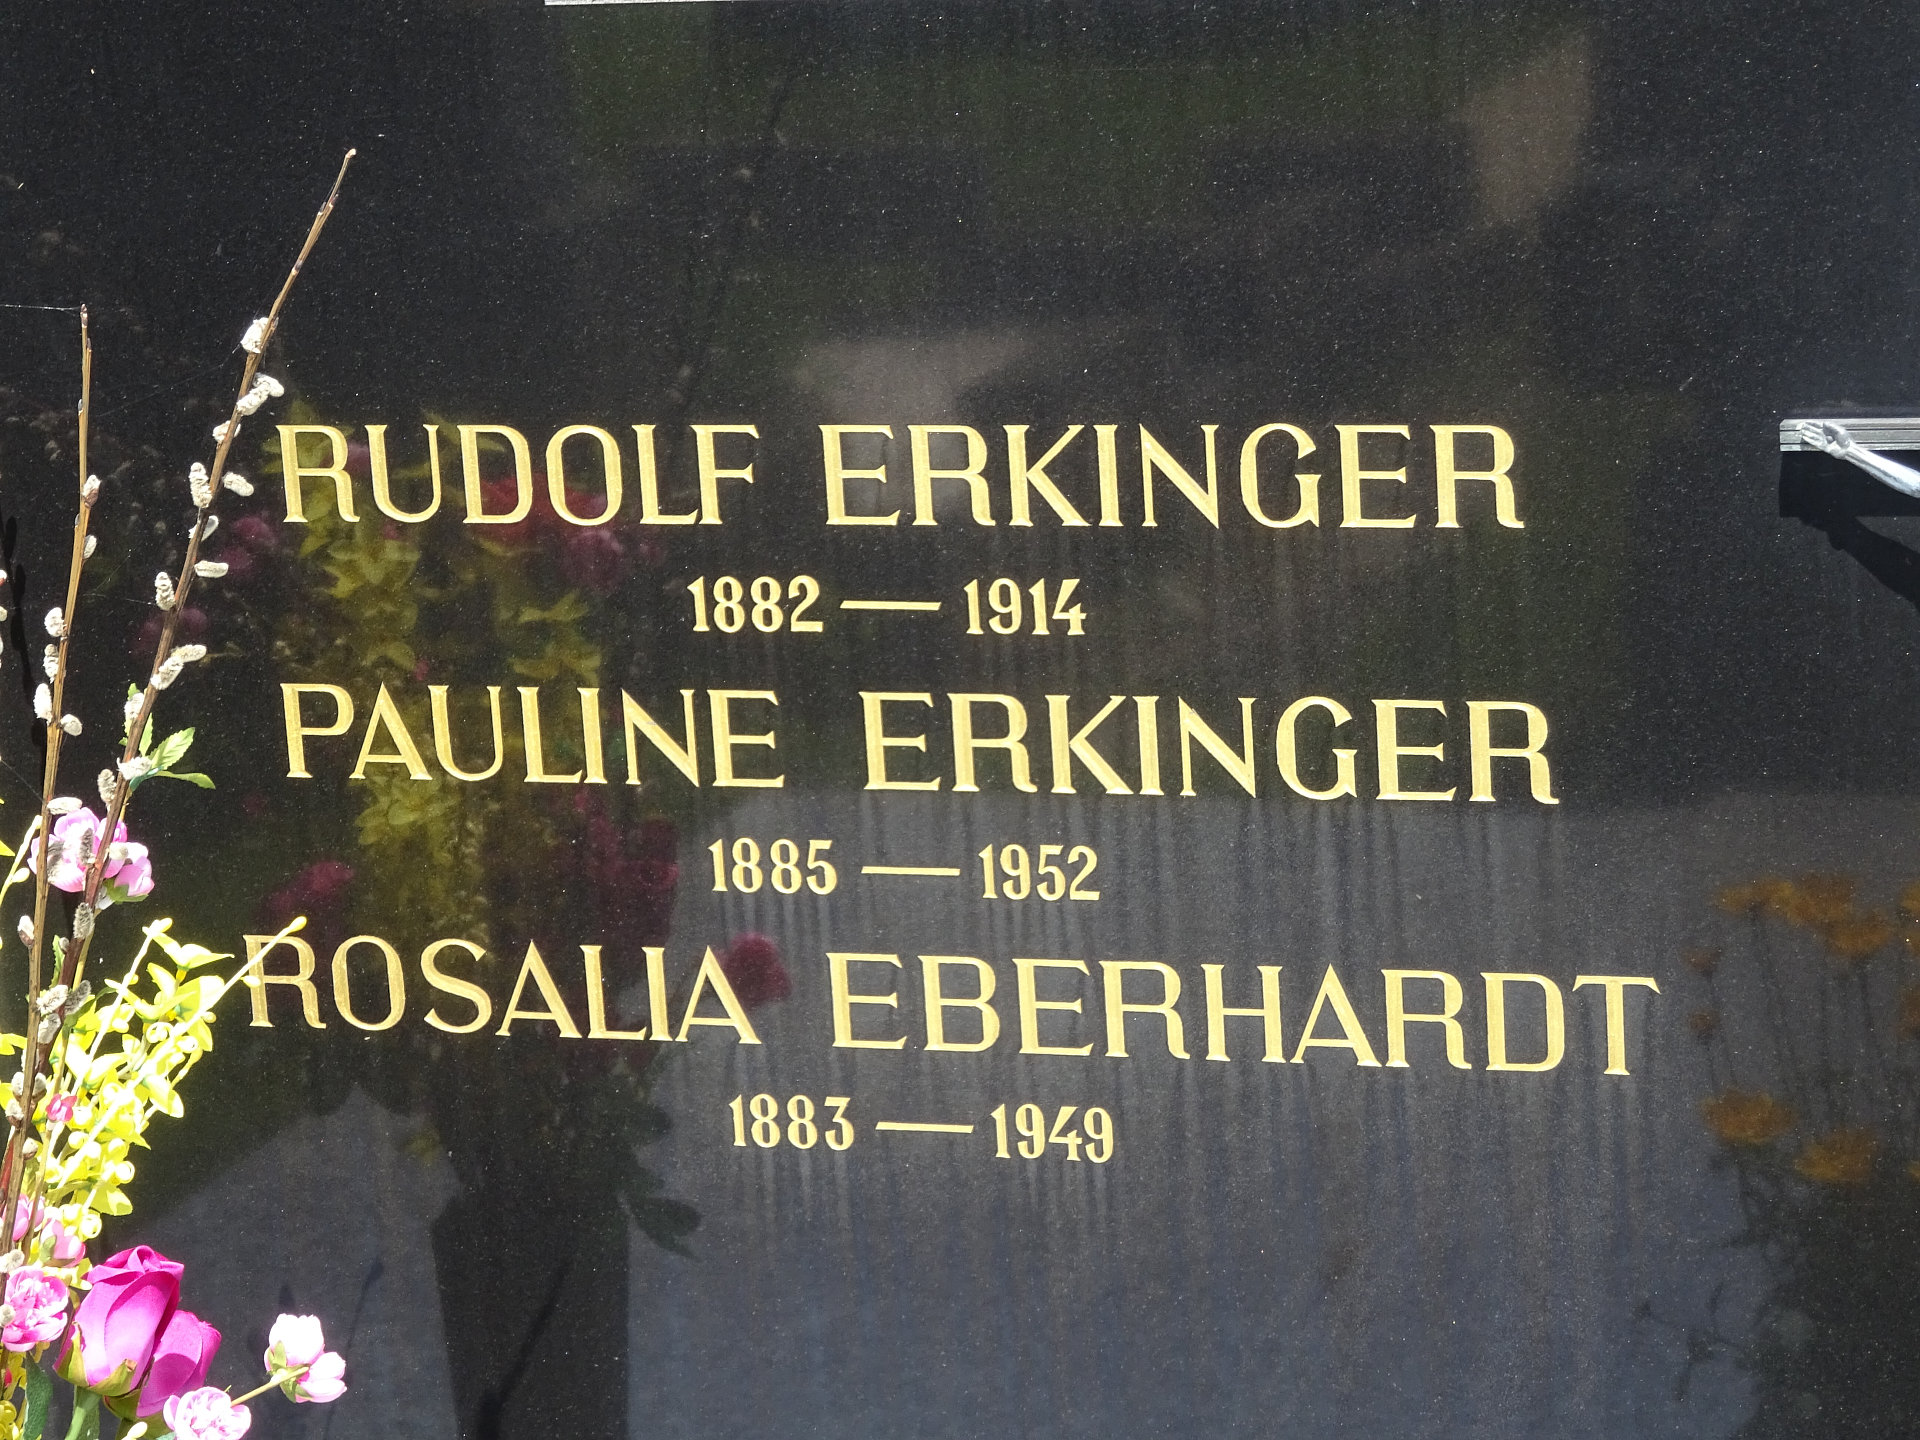 RUDOLF ERKINGER
1882 — 1914
PAULINE ERKINGER
1885 — 1952
ROSALIA EBERHARDT
1883 — 1949